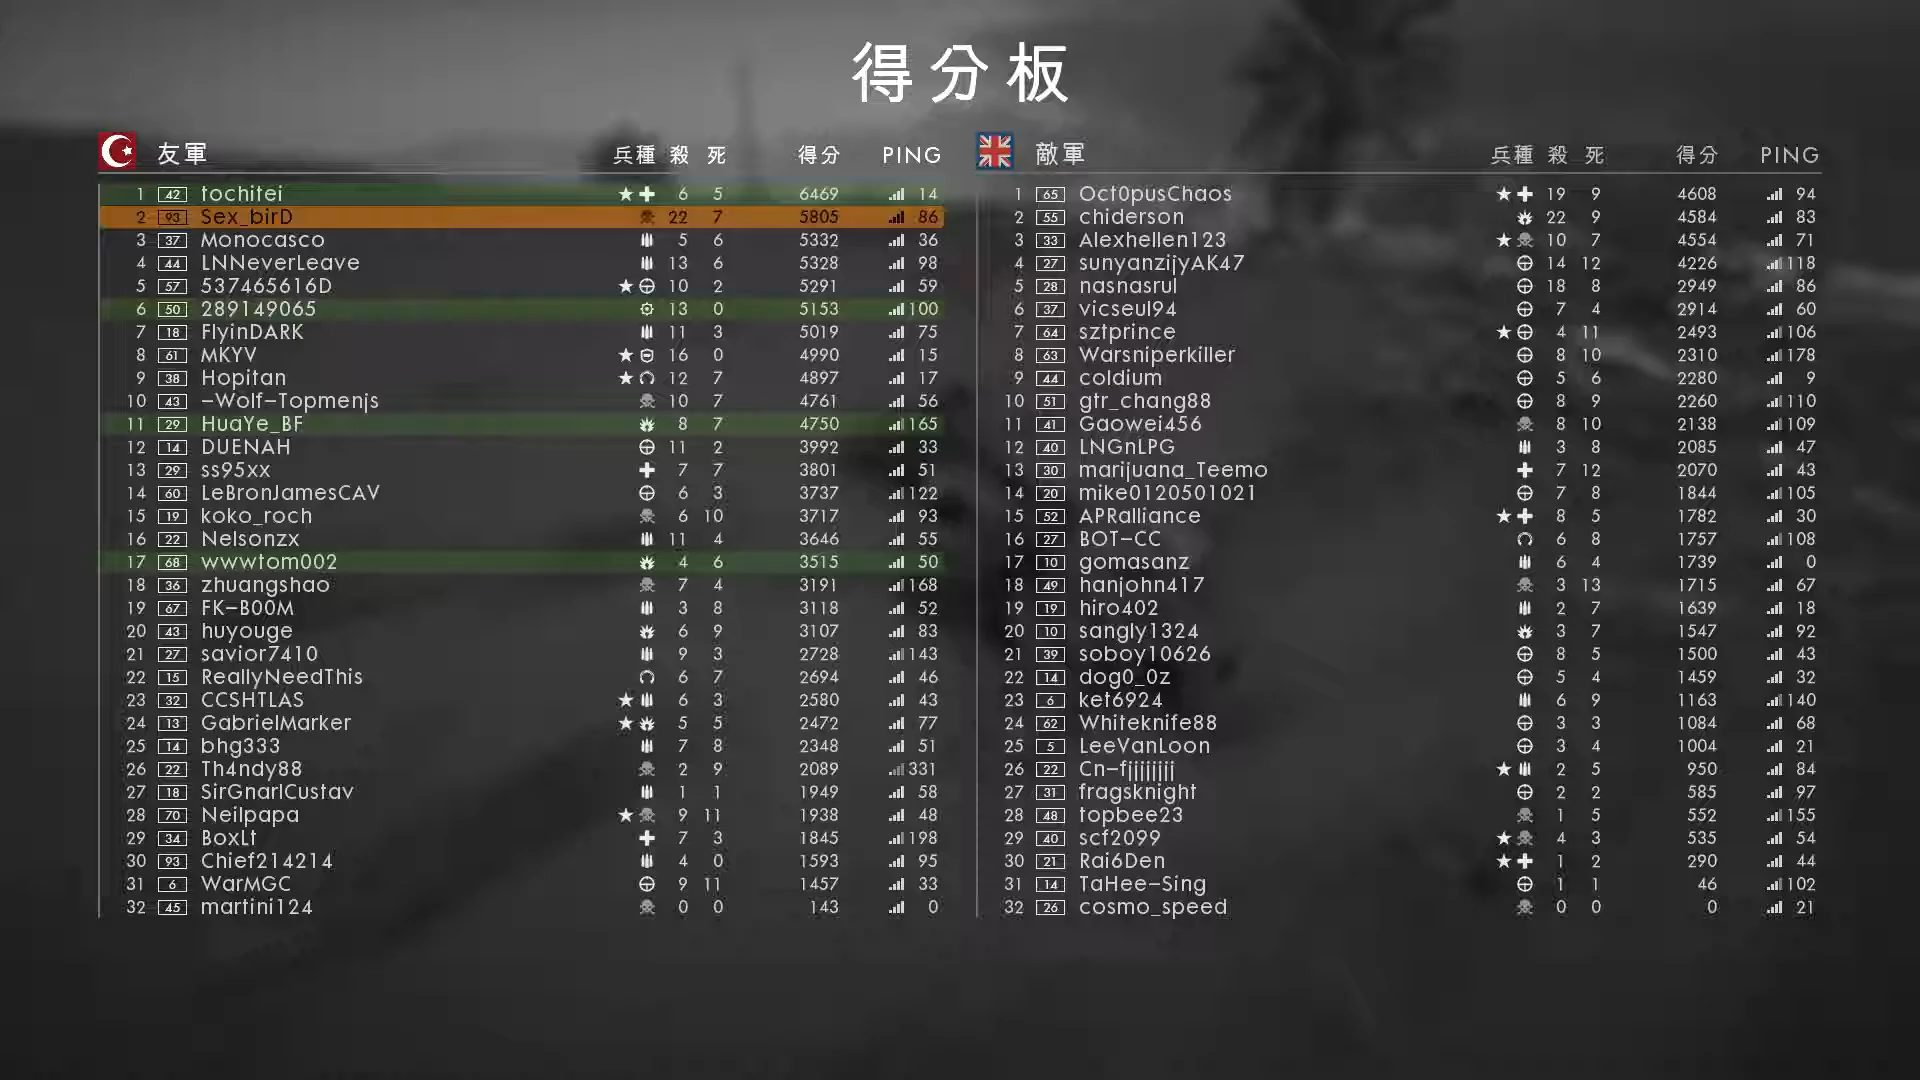 得分板
友軍 兵種 殺 死 得分 PING
1 42 tochitei 6 5 6469 14
2 93 Sex_birD 22 7 5805 86
3 37 Monocasco 5 6 5332 36
4 44 LNNeverLeave 13 6 5328 98
5 57 537465616D 10 2 5291 59
6 50 289149065 13 0 5153 100
7 18 FlyinDARK 11 3 5019 75
8 61 MKYV 16 0 4990 15
9 38 Hopitan 12 7 4897 17
10 43 -Wolf-Topmenjs 10 7 4761 56
11 29 HuaYe_BF 8 7 4750 165
12 14 DUENAH 11 2 3992 33
13 29 ss95xx 7 7 3801 51
14 60 LeBronJamesCAV 6 3 3737 122
15 19 koko_roch 6 10 3717 93
16 22 Nelsonzx 11 4 3646 55
17 68 wwwtom002 4 6 3515 50
18 36 zhuangshao 7 4 3191 168
19 67 FK-B00M 3 8 3118 52
20 43 huyouge 6 9 3107 83
21 27 savior7410 9 3 2728 143
22 15 ReallyNeedThis 6 7 2694 46
23 32 CCSHTLAS 6 3 2580 43
24 13 GabrielMarker 5 5 2472 77
25 14 bhg333 7 8 2348 51
26 22 Th4ndy88 2 9 2089 331
27 18 SirGnarlCustav 1 1 1949 58
28 70 Neilpapa 9 11 1938 48
29 34 BoxLt 7 3 1845 198
30 93 Chief214214 4 0 1593 95
31 6 WarMGC 9 11 1457 33
32 45 martini124 0 0 143 0
敵軍 兵種 殺 死 得分 PING
1 65 Oct0pusChaos 19 9 4608 94
2 55 chiderson 22 9 4584 83
3 33 Alexhellen123 10 7 4554 71
4 27 sunyanzijyAK47 14 12 4226 118
5 28 nasnasrul 18 8 2949 86
6 37 vicseul94 7 4 2914 60
7 64 sztprince 4 11 2493 106
8 63 Warsniperkiller 8 10 2310 178
9 44 coldium 5 6 2280 9
10 51 gtr_chang88 8 9 2260 110
11 41 Gaowei456 8 10 2138 109
12 40 LNGnLPG 3 8 2085 47
13 30 marijuana_Teemo 7 12 2070 43
14 20 mike0120501021 7 8 1844 105
15 52 APRalliance 8 5 1782 30
16 27 BOT-CC 6 8 1757 108
17 10 gomasanz 6 4 1739 0
18 49 hanjohn417 3 13 1715 67
19 19 hiro402 2 7 1639 18
20 10 sangly1324 3 7 1547 92
21 39 soboy10626 8 5 1500 43
22 14 dog0_0z 5 4 1459 32
23 6 ket6924 6 9 1163 140
24 62 Whiteknife88 3 3 1084 68
25 5 LeeVanLoon 3 4 1004 21
26 22 Cn-fjjjjjjjj 2 5 950 84
27 31 fragsknight 2 2 585 97
28 48 topbee23 1 5 552 155
29 40 scf2099 4 3 535 54
30 21 Rai6Den 1 2 290 44
31 14 TaHee-Sing 1 1 46 102
32 26 cosmo_speed 0 0 0 21